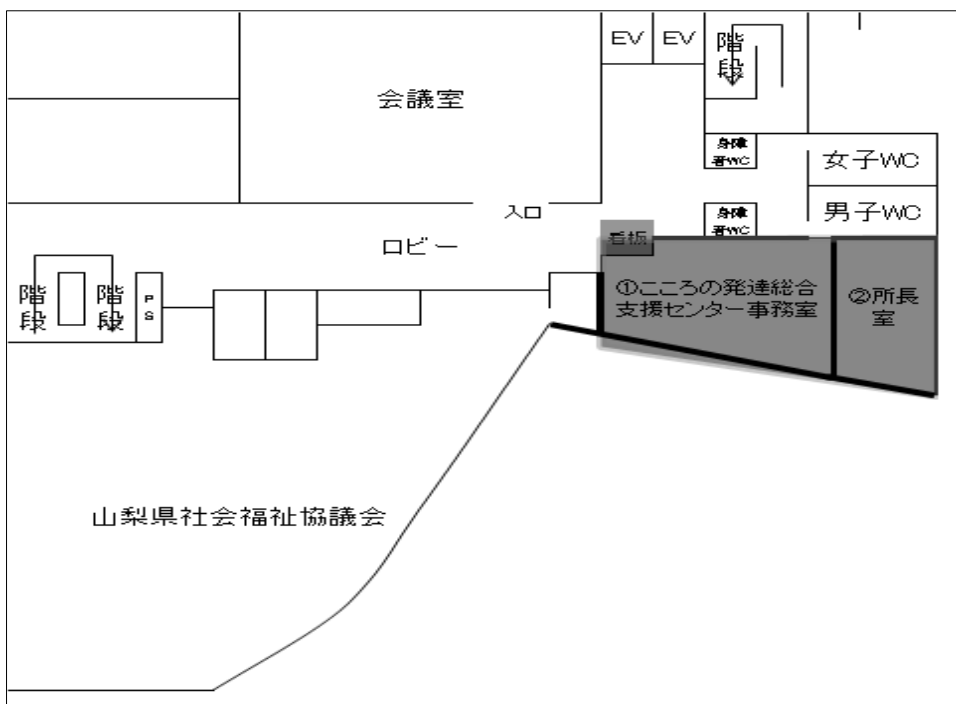 EV
EV
階段
会議室
身障
者WC
女子WC
入口
身障
者WC
男子WC
ロビー
看板
階段
階段
PS
①こころの発達総合
支援センター事務室
②所長
室
山梨県社会福祉協議会